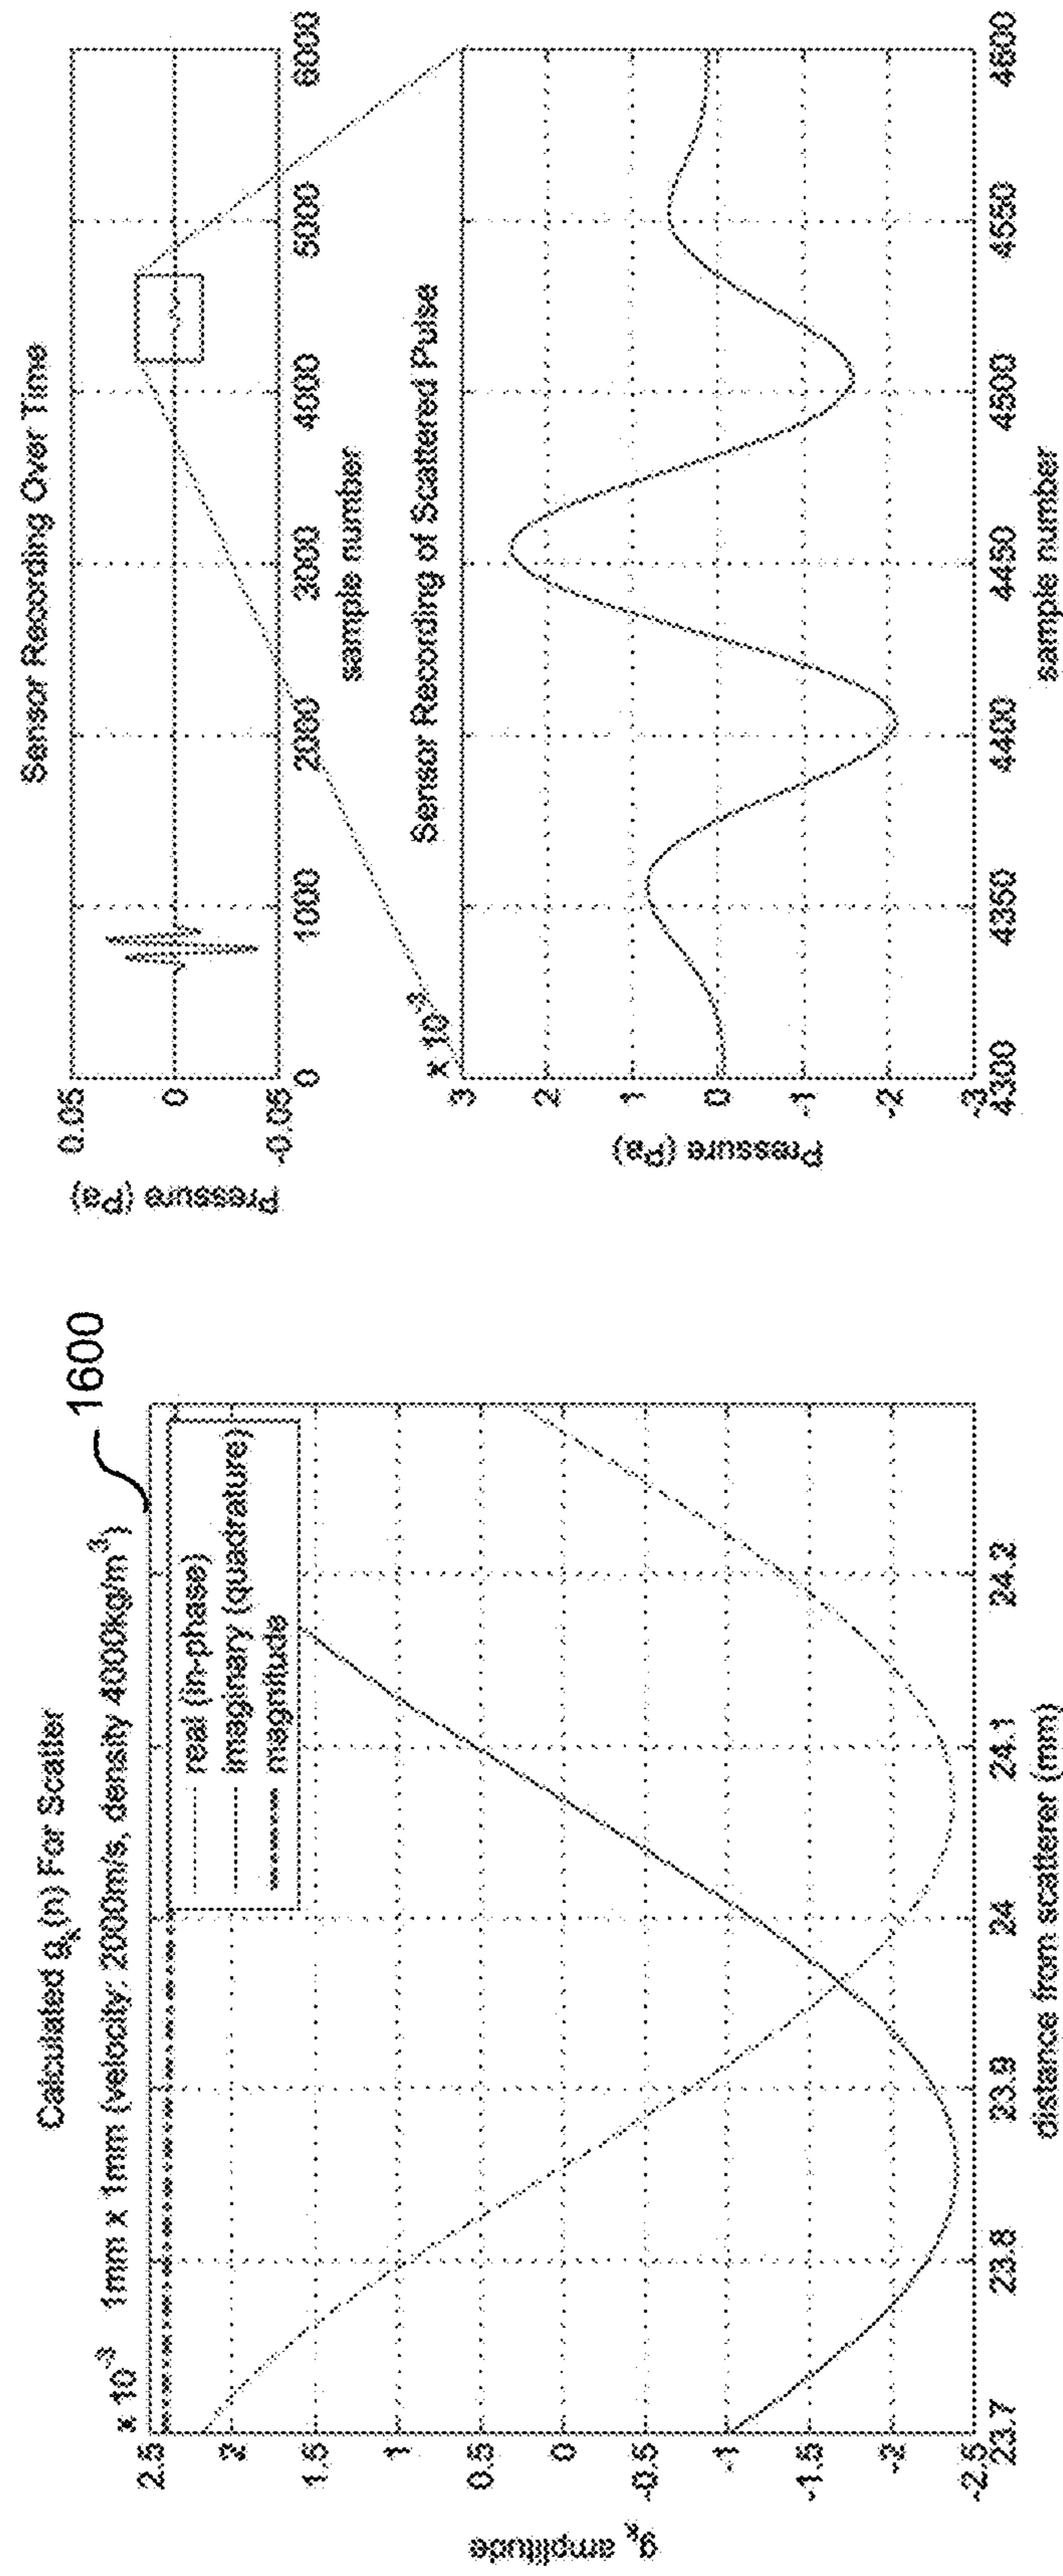 Calculated gk(n) For Scatter
1mm x 1mm (velocity: 2000m/s, density 4000kg/m3)
1600
x 10-3
real (in-phase)
imaginery (quadrature)
magnitude
2.5
2
1.5
1
0.5
0
-0.5
-1
-1.5
-2
-2.5
gk amplitude
23.7
23.8
23.9
24
24.1
24.2
distance from scatterer (mm)
Sensor Recording Over Time
0.05
0
-0.05
Pressure (Pa)
0
1000
2000
3000
4000
5000
6000
sample number
Sensor Recording of Scattered Pulse
x 10-3
3
2
1
0
-1
-2
-3
Pressure (Pa)
4300
4350
4400
4450
4500
4550
4600
sample number